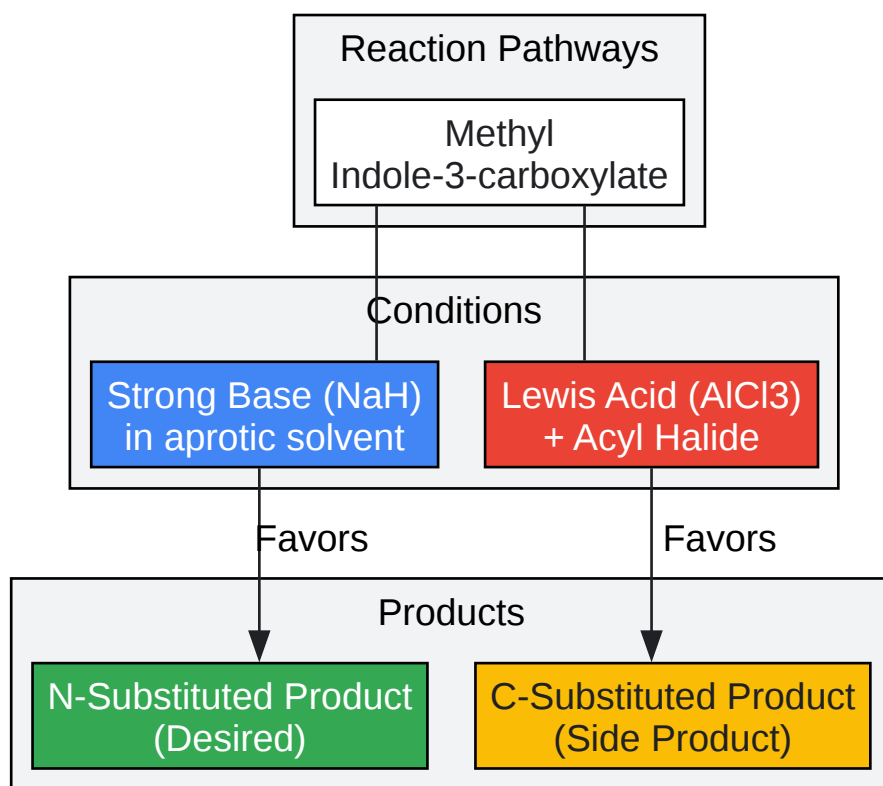 Reaction Pathways
Methyl
Indole-3-carboxylate
Conditions
Strong Base (NaH)
in aprotic solvent
Lewis Acid (AlCl3)
+ Acyl Halide
Favors
Favors
Products
N-Substituted Product
(Desired)
C-Substituted Product
(Side Product)